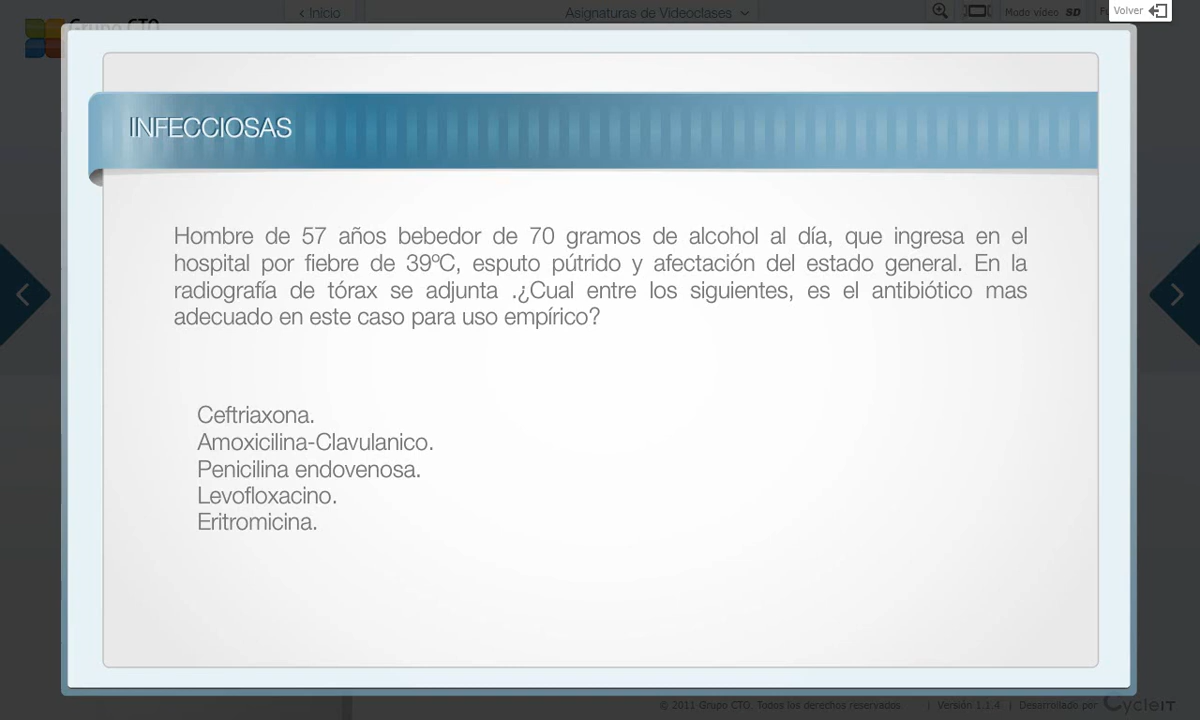 ‹ Inicio
Asignaturas de Videoclases
Modo vídeo SD
Volver
Grupo CTO
INFECCIOSAS
Hombre de 57 años bebedor de 70 gramos de alcohol al día, que ingresa en el
hospital por fiebre de 39ºC, esputo pútrido y afectación del estado general. En la
radiografía de tórax se adjunta .¿Cual entre los siguientes, es el antibiótico mas
adecuado en este caso para uso empírico?
Ceftriaxona.
Amoxicilina-Clavulanico.
Penicilina endovenosa.
Levofloxacino.
Eritromicina.
© 2011 Grupo CTO. Todos los derechos reservados | Versión 1.1.4 | Desarrollado por CycleIT